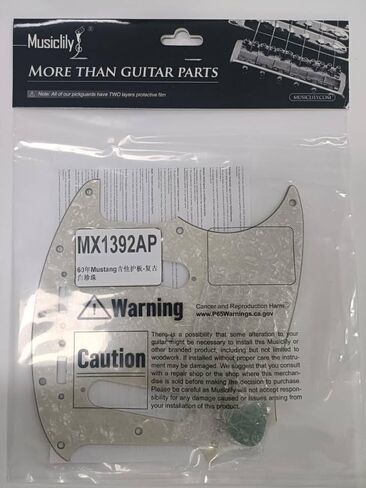 Musiclily®
MORE THAN GUITAR PARTS
Note: All of our pickguards have TWO layers protective film
MUSICLILY.COM
MX1392AP
60年Mustang吉他护板-复古
白珍珠
Warning
Cancer and Reproduction Harm
www.P65Warnings.ca.gov
Caution
There is a possibility that some alteration to your
guitar might be necessary to install this Musiclily or
other branded product, including but not limited to
woodwork. If installed without proper care the instru-
ment may be damaged. We suggest that you consult
with a repair shop or the shop where this merchan-
dise is sold before making the decision to purchase.
Please be careful as Musiclily will not accept respon-
sibility for any damage caused or issues arising from
your installation of this product.